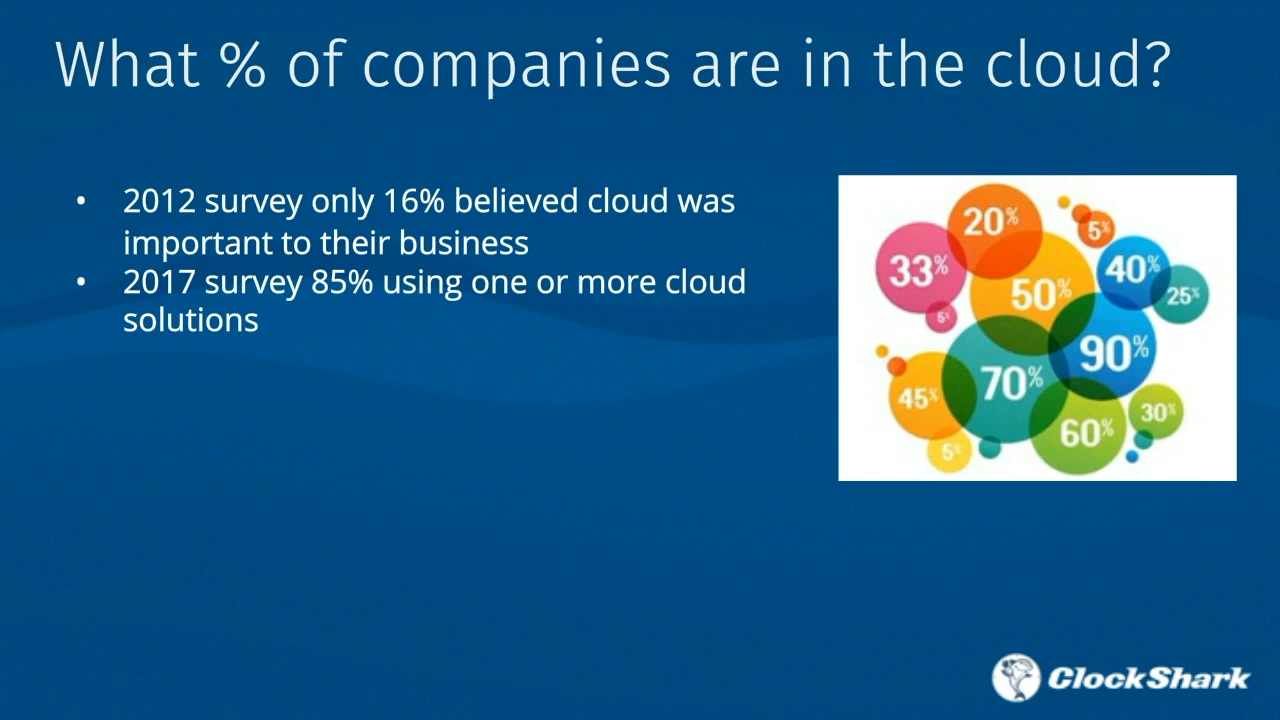 What % of companies are in the cloud?
• 2012 survey only 16% believed cloud was
important to their business
• 2017 survey 85% using one or more cloud
solutions
20%
5%
33%
40%
50%
25%
5%
90%
70%
45%
30%
60%
5%
ClockShark